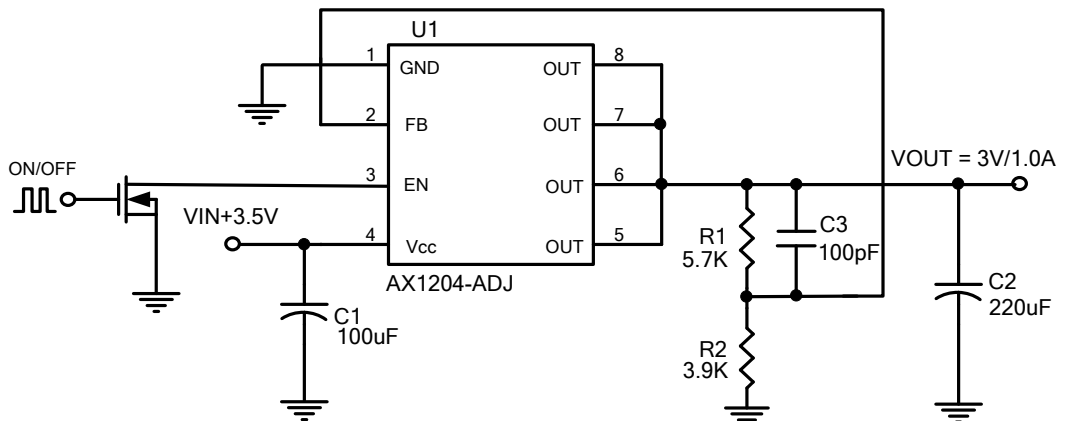 U1
1 GND OUT 8
2 FB OUT 7
ON/OFF
3 EN OUT 6
VOUT = 3V/1.0A
VIN+3.5V
4 Vcc OUT 5
AX1204-ADJ
R1
5.7K
C3
100pF
C1
100uF
C2
220uF
R2
3.9K